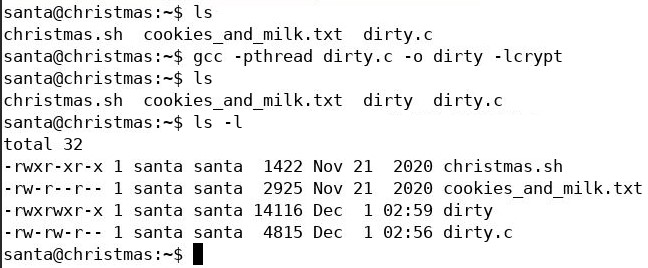 santa@christmas:~$ ls
christmas.sh  cookies_and_milk.txt  dirty.c
santa@christmas:~$ gcc -pthread dirty.c -o dirty -lcrypt
santa@christmas:~$ ls
christmas.sh  cookies_and_milk.txt  dirty  dirty.c
santa@christmas:~$ ls -l
total 32
-rwxr-xr-x 1 santa santa  1422 Nov 21  2020 christmas.sh
-rw-r--r-- 1 santa santa  2925 Nov 21  2020 cookies_and_milk.txt
-rwxrwxr-x 1 santa santa 14116 Dec  1 02:59 dirty
-rw-rw-r-- 1 santa santa  4815 Dec  1 02:56 dirty.c
santa@christmas:~$